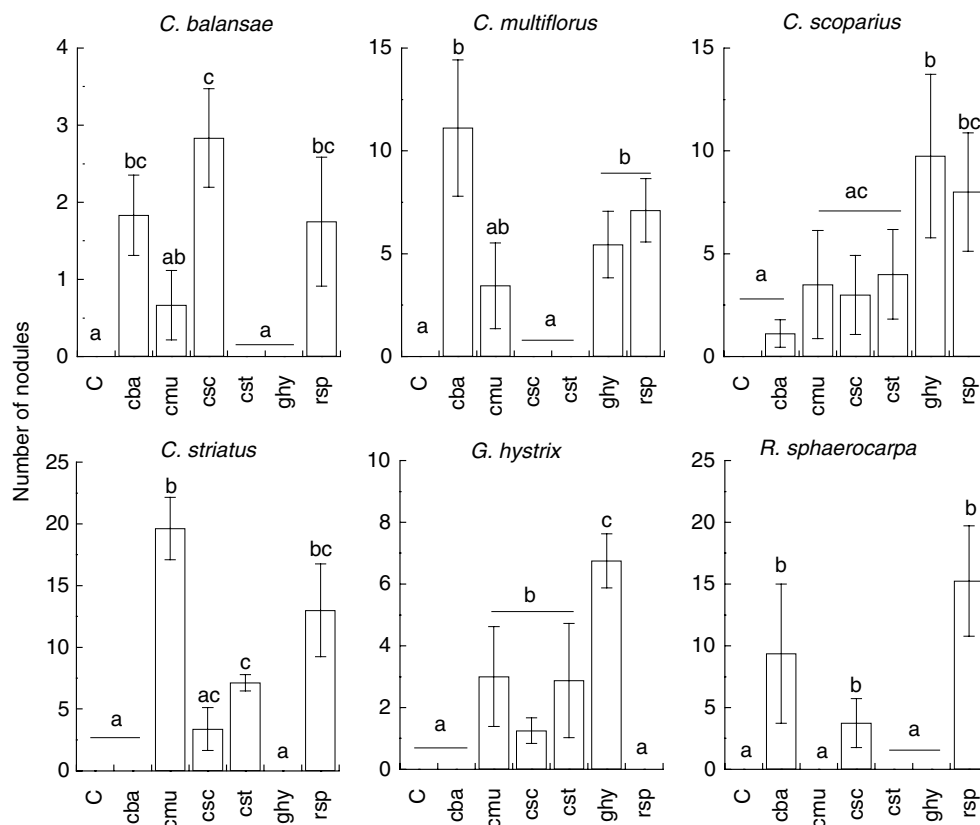 C. balansae
C. multiflorus
C. scoparius
Number of nodules
4
3
2
1
0
a
bc
ab
c
a
bc
C
cba
cmu
csc
cst
ghy
rsp
15
10
5
0
a
b
ab
a
b
C
cba
cmu
csc
cst
ghy
rsp
15
10
5
0
a
ac
b
bc
C
cba
cmu
csc
cst
ghy
rsp
C. striatus
G. hystrix
R. sphaerocarpa
25
20
15
10
5
0
a
b
ac
c
a
bc
C
cba
cmu
csc
cst
ghy
rsp
10
8
6
4
2
0
a
b
c
a
C
cba
cmu
csc
cst
ghy
rsp
25
20
15
10
5
0
a
b
a
b
a
b
C
cba
cmu
csc
cst
ghy
rsp